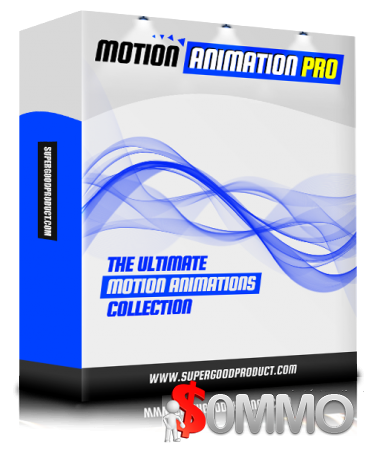 MOTION ANIMATION PRO
SUPERGOODPRODUCT.COM
THE ULTIMATE
MOTION ANIMATIONS
COLLECTION
WWW.SUPERGOODPRODUCT.COM
$OMMO